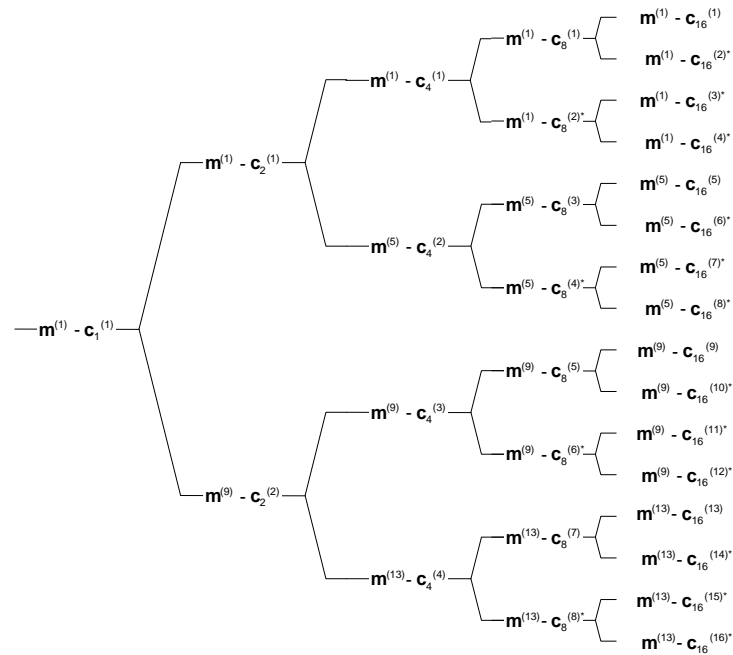 m(1) - c16(1)
m(1) - c8(1)
m(1) - c16(2)*
m(1) - c4(1)
m(1) - c16(3)*
m(1) - c8(2)*
m(1) - c16(4)*
m(1) - c2(1)
m(5) - c16(5)
m(5) - c8(3)
m(5) - c16(6)*
m(5) - c4(2)
m(5) - c16(7)*
m(5) - c8(4)*
m(5) - c16(8)*
m(1) - c1(1)
m(9) - c16(9)
m(9) - c8(5)
m(9) - c16(10)*
m(9) - c4(3)
m(9) - c16(11)*
m(9) - c8(6)*
m(9) - c16(12)*
m(9) - c2(2)
m(13) - c16(13)
m(13) - c8(7)
m(13) - c16(14)*
m(13) - c4(4)
m(13) - c16(15)*
m(13) - c8(8)*
m(13) - c16(16)*